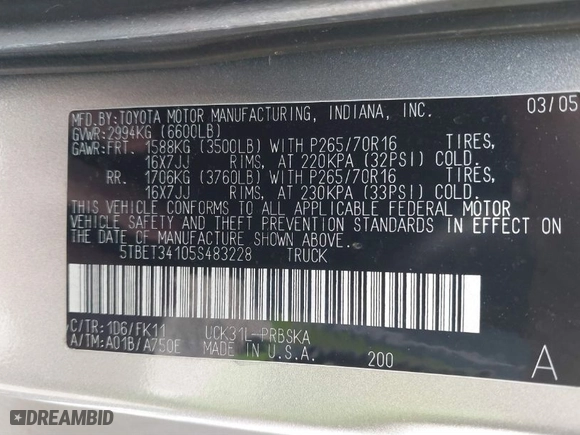 MFD.BY:TOYOTA MOTOR MANUFACTURING, INDIANA, INC. 03/05
GVWR:2994KG (6600LB)
GAWR:FRT. 1588KG (3500LB) WITH P265/70R16 TIRES,
16X7JJ RIMS, AT 220KPA (32PSI) COLD.
RR. 1706KG (3760LB) WITH P265/70R16 TIRES,
16X7JJ RIMS, AT 230KPA (33PSI) COLD.
THIS VEHICLE CONFORMS TO ALL APPLICABLE FEDERAL MOTOR
VEHICLE SAFETY AND THEFT PREVENTION STANDARDS IN EFFECT ON
THE DATE OF MANUFACTURE SHOWN ABOVE.
5TBET34105S483228 TRUCK
C/TR:1D6/FK11 UCK31L-PRBSKA
A/TM:A01B/A750E MADE IN U.S.A. 200 A
DREAMBID